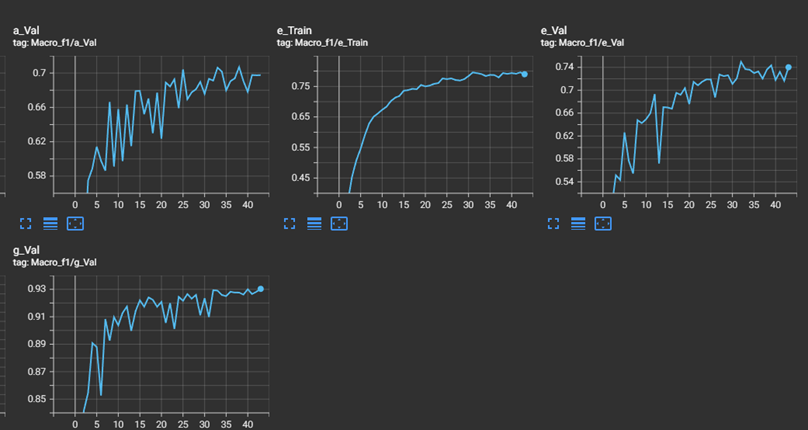 a_Val
tag: Macro_f1/a_Val
0.7
0.66
0.62
0.58
0 5 10 15 20 25 30 35 40
e_Train
tag: Macro_f1/e_Train
0.75
0.65
0.55
0.45
0 5 10 15 20 25 30 35 40
e_Val
tag: Macro_f1/e_Val
0.74
0.7
0.66
0.62
0.58
0.54
0 5 10 15 20 25 30 35 40
g_Val
tag: Macro_f1/g_Val
0.93
0.91
0.89
0.87
0.85
0 5 10 15 20 25 30 35 40